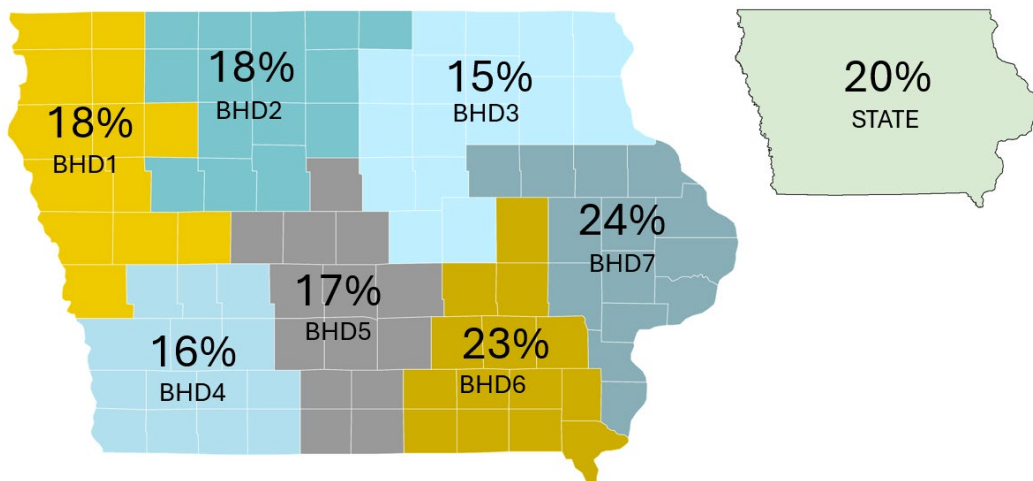 18%
BHD1
18%
BHD2
15%
BHD3
20%
STATE
24%
BHD7
17%
BHD5
16%
BHD4
23%
BHD6